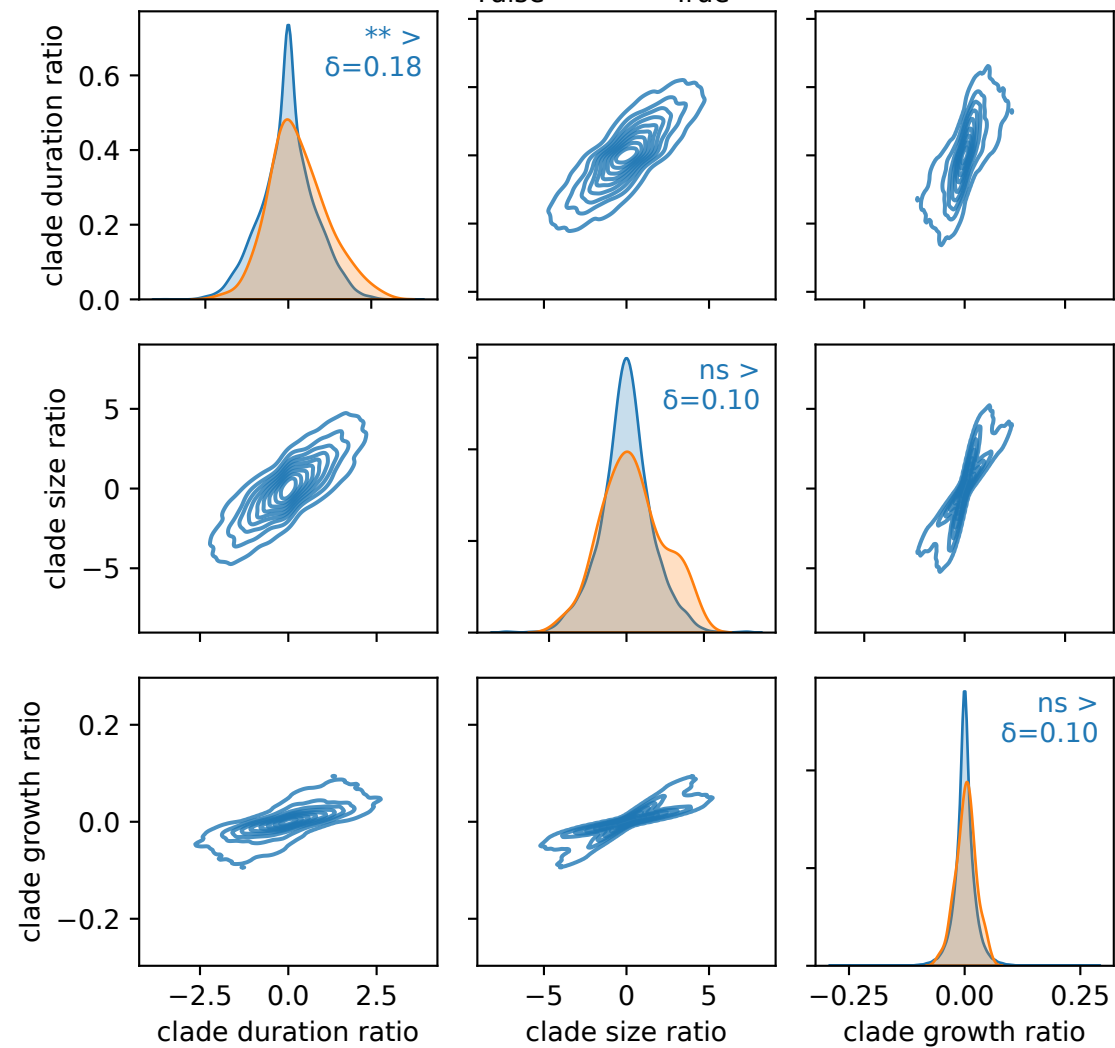 True
** >
δ=0.18
clade duration ratio
0.6
0.4
0.2
0.0
ns >
δ=0.10
clade size ratio
5
0
−5
ns >
δ=0.10
clade growth ratio
0.2
0.0
−0.2
−2.5 0.0 2.5
−5 0 5
−0.25 0.00 0.25
clade duration ratio
clade size ratio
clade growth ratio